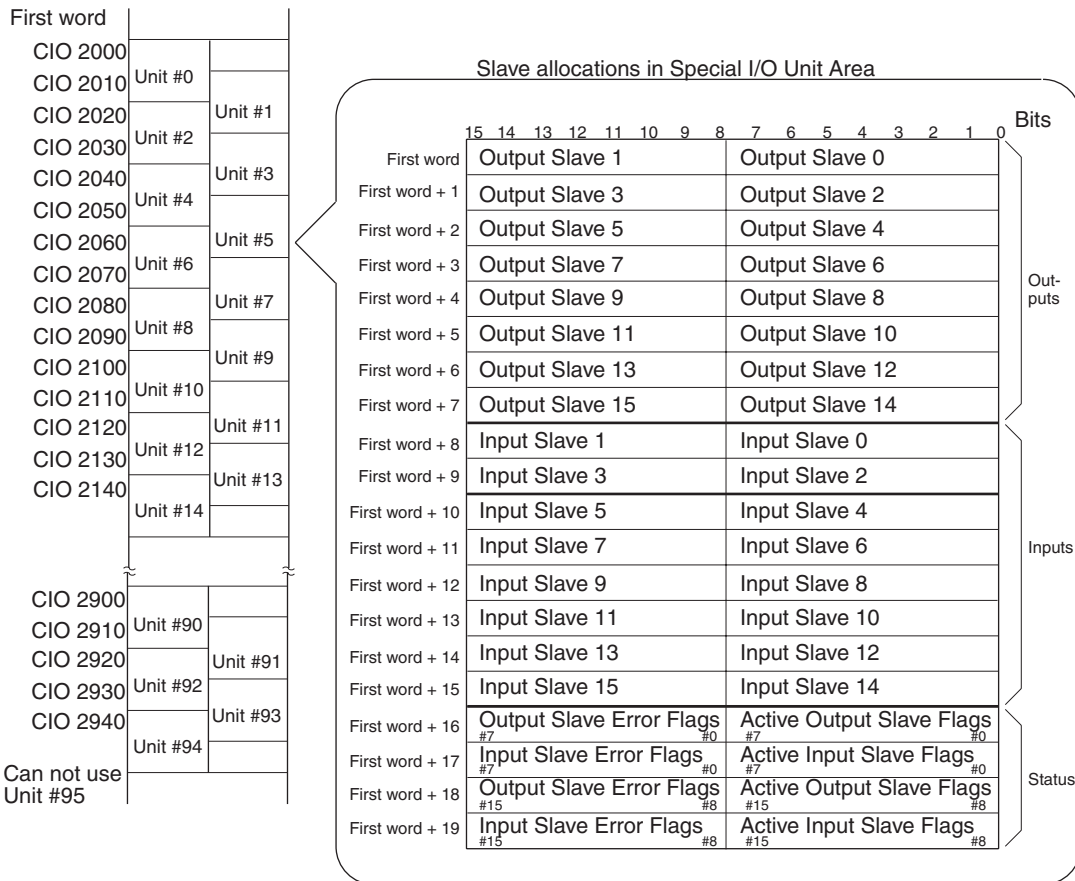 First word
CIO 2000
CIO 2010
CIO 2020
CIO 2030
CIO 2040
CIO 2050
CIO 2060
CIO 2070
CIO 2080
CIO 2090
CIO 2100
CIO 2110
CIO 2120
CIO 2130
CIO 2140
CIO 2900
CIO 2910
CIO 2920
CIO 2930
CIO 2940
Can not use
Unit #95
Unit #0
Unit #2
Unit #4
Unit #6
Unit #8
Unit #10
Unit #12
Unit #14
Unit #90
Unit #92
Unit #94
Unit #1
Unit #3
Unit #5
Unit #7
Unit #9
Unit #11
Unit #13
Unit #91
Unit #93
Slave allocations in Special I/O Unit Area
15 14 13 12 11 10 9 8 7 6 5 4 3 2 1 0 Bits
First word Output Slave 1 Output Slave 0
First word + 1 Output Slave 3 Output Slave 2
First word + 2 Output Slave 5 Output Slave 4
First word + 3 Output Slave 7 Output Slave 6
First word + 4 Output Slave 9 Output Slave 8
First word + 5 Output Slave 11 Output Slave 10
First word + 6 Output Slave 13 Output Slave 12
First word + 7 Output Slave 15 Output Slave 14
Out-
puts
First word + 8 Input Slave 1 Input Slave 0
First word + 9 Input Slave 3 Input Slave 2
First word + 10 Input Slave 5 Input Slave 4
First word + 11 Input Slave 7 Input Slave 6
First word + 12 Input Slave 9 Input Slave 8
First word + 13 Input Slave 11 Input Slave 10
First word + 14 Input Slave 13 Input Slave 12
First word + 15 Input Slave 15 Input Slave 14
Inputs
First word + 16 Output Slave Error Flags Active Output Slave Flags
#7 #0 #7 #0
First word + 17 Input Slave Error Flags Active Input Slave Flags
#7 #0 #7 #0
First word + 18 Output Slave Error Flags Active Output Slave Flags
#15 #8 #15 #8
First word + 19 Input Slave Error Flags Active Input Slave Flags
#15 #8 #15 #8
Status